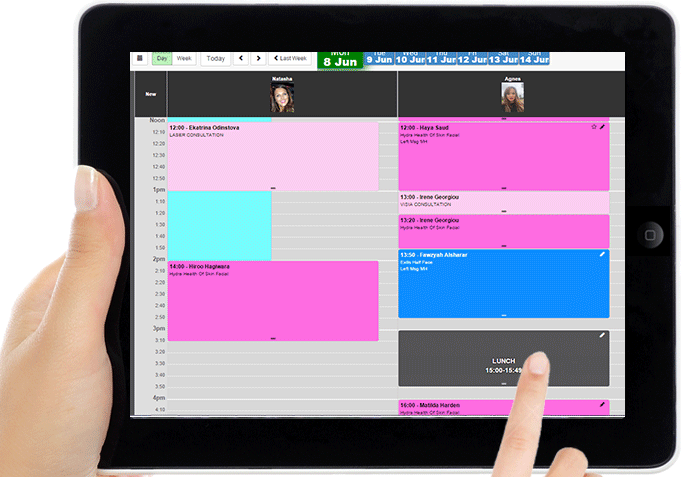 Day Week Today Last Week
Mon 8 Jun Tue 9 Jun Wed 10 Jun Thu 11 Jun Fri 12 Jun Sat 13 Jun Sun 14 Jun
New Natasha Agnes
Noon
12:10
12:30
12:40
12:50
1pm
1:10
1:20
1:30
1:40
1:50
2pm
2:10
2:20
2:30
2:40
2:50
3pm
3:10
3:20
3:30
3:40
3:50
4pm
4:10
12:00 - Ekatrina Odinstova
LASER CONSULTATION
14:00 - Hiroo Hagiwara
Hydra Health Of Skin Facial
12:00 - Haya Saud
Hydra Health Of Skin Facial
Left Msg MH
13:00 - Irene Georgiou
VISIA CONSULTATION
13:20 - Irene Georgiou
Hydra Health Of Skin Facial
13:50 - Fawzyah Alsharar
Exilis Half Face
Left Msg MH
LUNCH
15:00-15:45
16:00 - Matilda Harden
Hydra Health Of Skin Facial